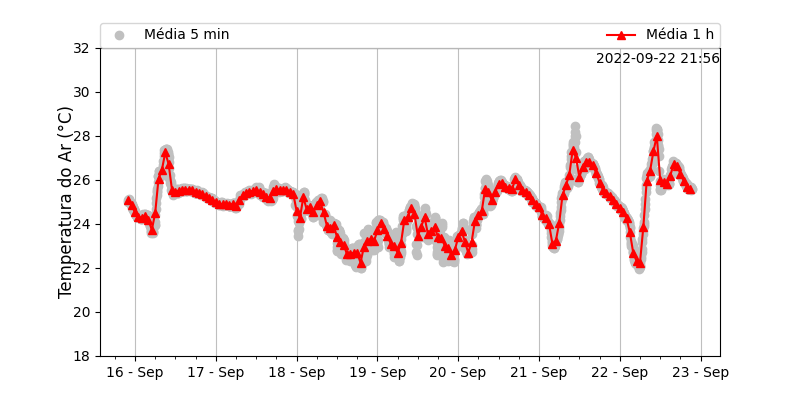 Média 5 min
Média 1 h
2022-09-22 21:56
Temperatura do Ar (°C)
32
30
28
26
24
22
20
18
16 - Sep
17 - Sep
18 - Sep
19 - Sep
20 - Sep
21 - Sep
22 - Sep
23 - Sep